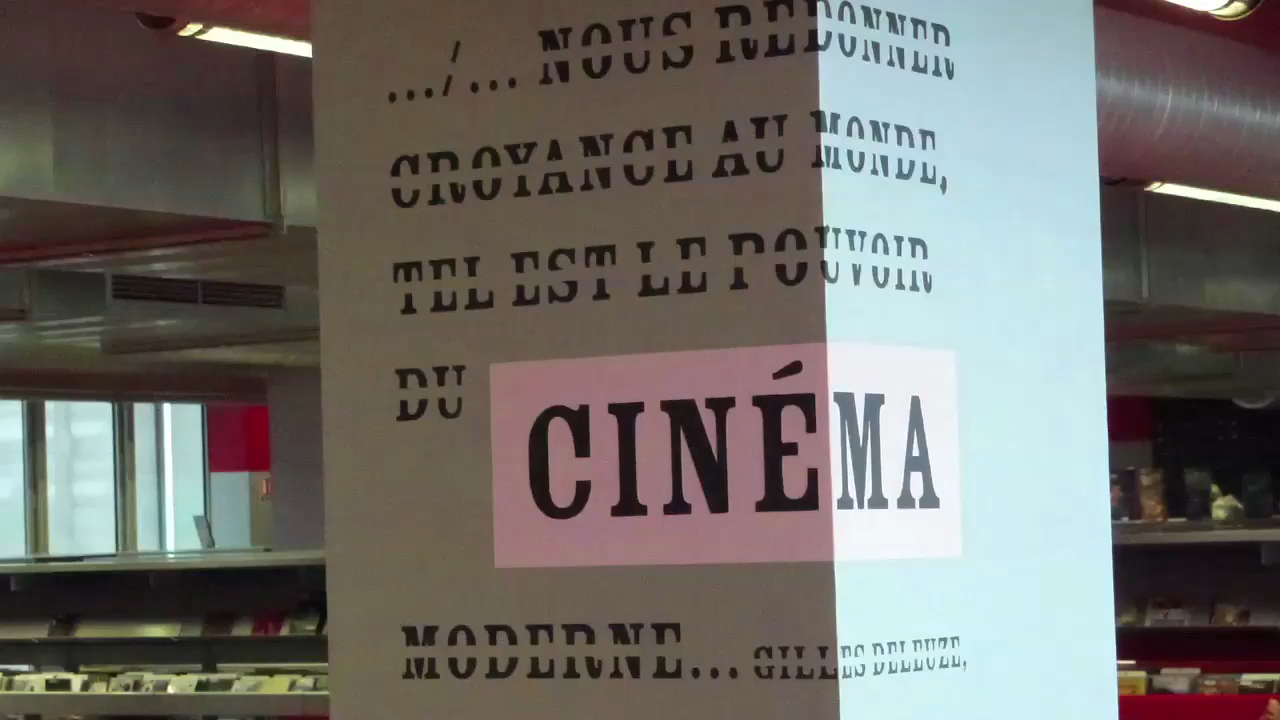 .../... NOUS REDONNER
CROYANCE AU MONDE,
TEL EST LE POUVOIR
DU CINÉMA
MODERNE... GILLES DELEUZE,